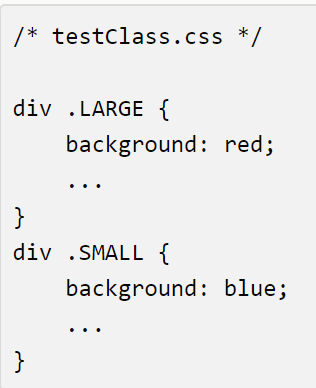 /* testClass.css */
div .LARGE {
    background: red;
    ...
}
div .SMALL {
    background: blue;
    ...
}